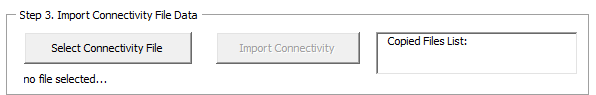 Step 3. Import Connectivity File Data
Select Connectivity File
Import Connectivity
Copied Files List:
no file selected...